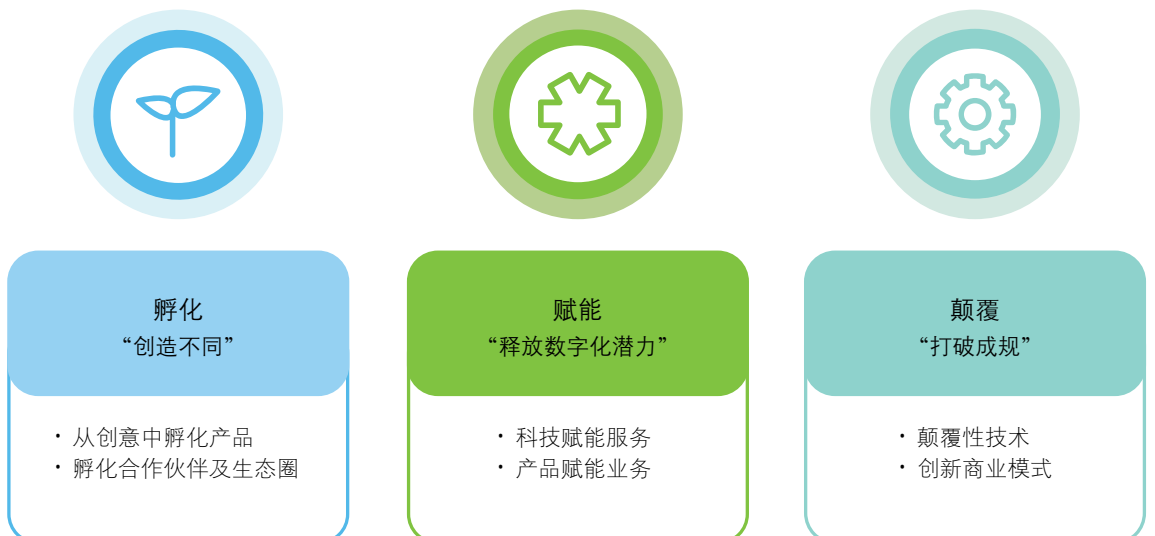 孵化
“创造不同”
· 从创意中孵化产品
· 孵化合作伙伴及生态圈
赋能
“释放数字化潜力”
· 科技赋能服务
· 产品赋能业务
颠覆
“打破成规”
· 颠覆性技术
· 创新商业模式